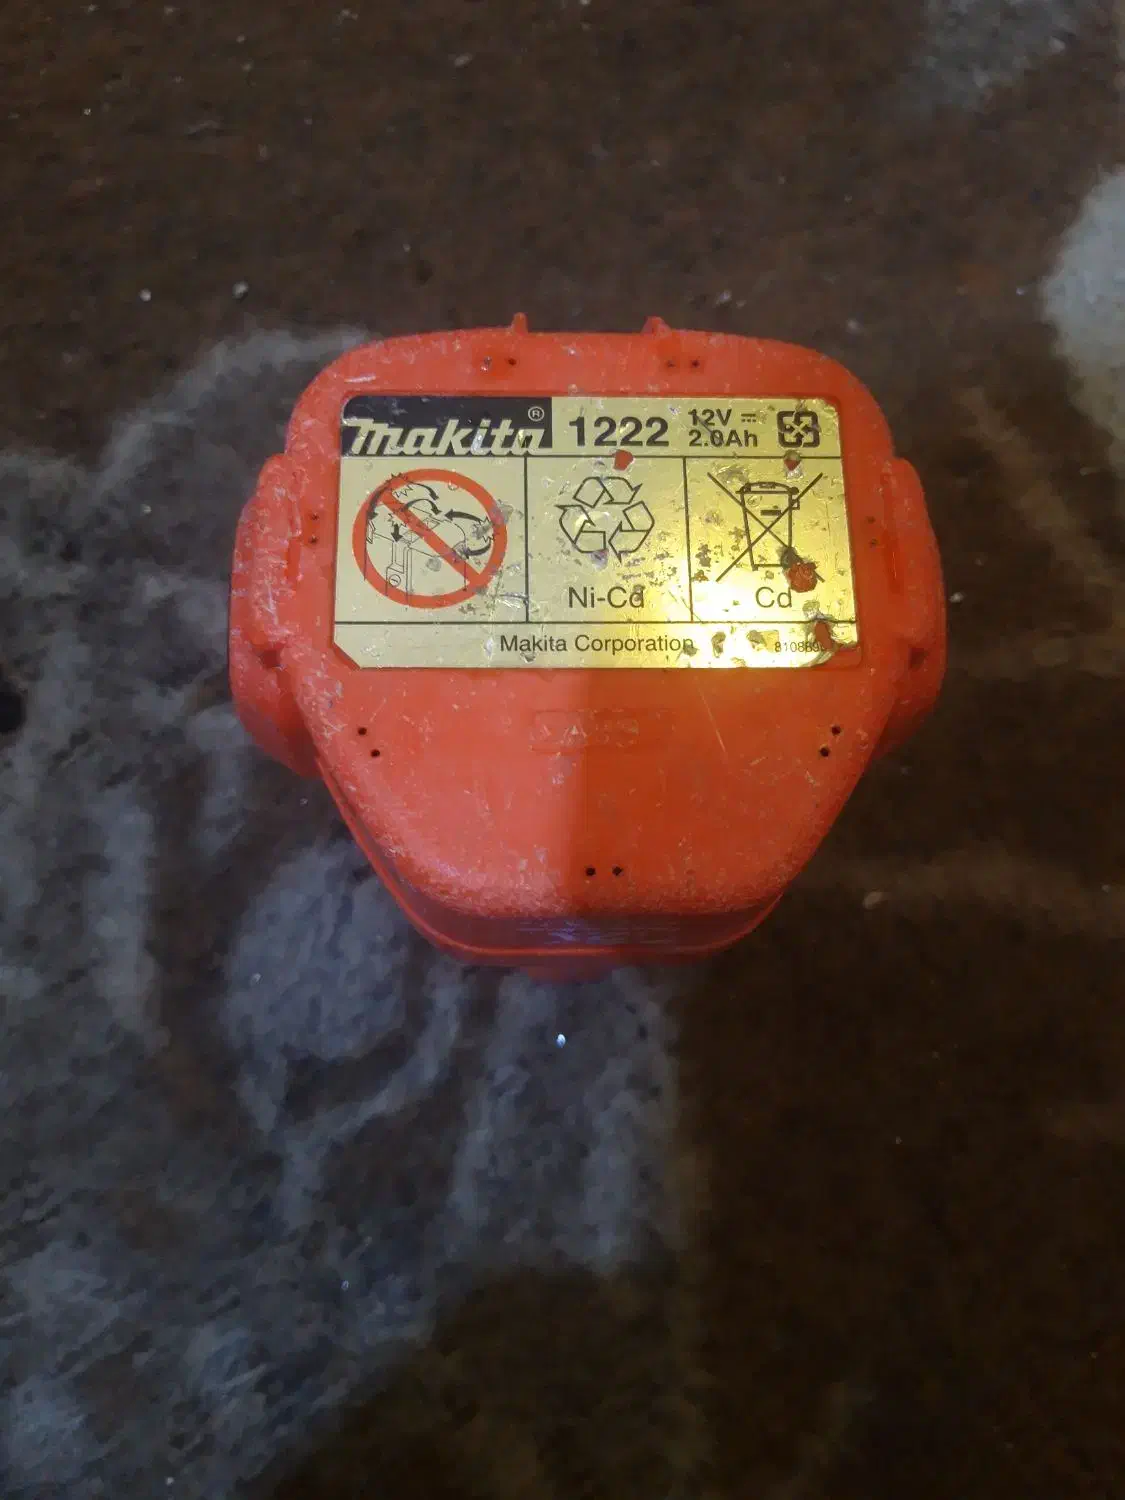 makita® 1222 12V
2.0Ah
Ni-Cd
Cd
Makita Corporation